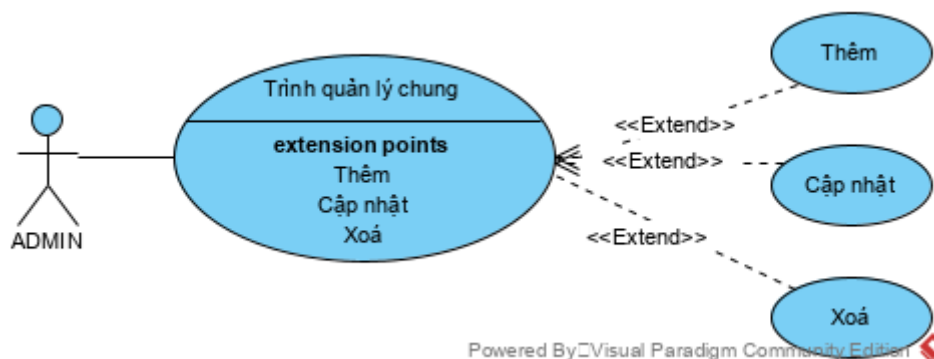 Trình quản lý chung
extension points
Thêm
Cập nhật
Xoá
ADMIN
<<Extend>>
<<Extend>>
<<Extend>>
Thêm
Cập nhật
Xoá
Powered By□Visual Paradigm Community Edition